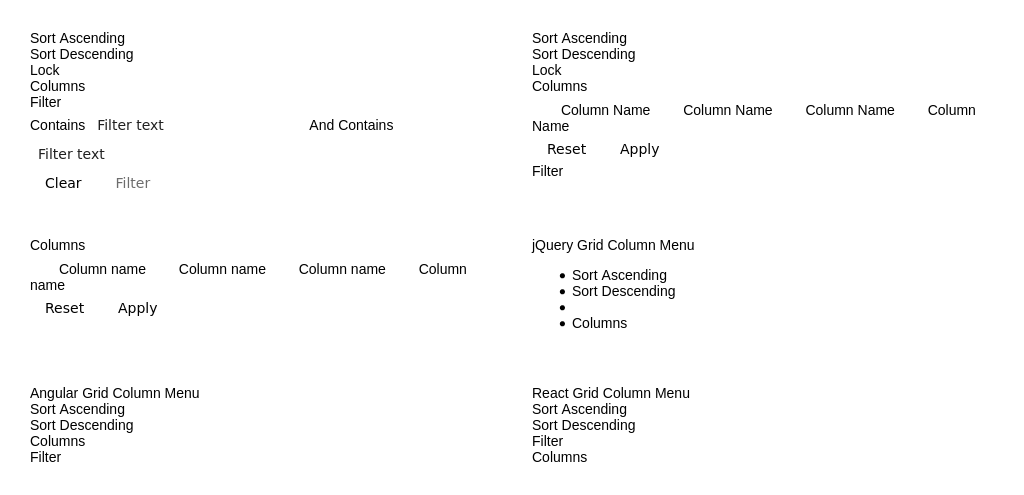 Sort Ascending
Sort Descending
Lock
Columns
Filter
Contains Filter text And Contains
Filter text
Clear Filter
Sort Ascending
Sort Descending
Lock
Columns
Column Name Column Name Column Name Column
Name
Reset Apply
Filter
Columns
Column name Column name Column name Column
name
Reset Apply
jQuery Grid Column Menu
Sort Ascending
Sort Descending
Columns
Angular Grid Column Menu
Sort Ascending
Sort Descending
Columns
Filter
React Grid Column Menu
Sort Ascending
Sort Descending
Filter
Columns